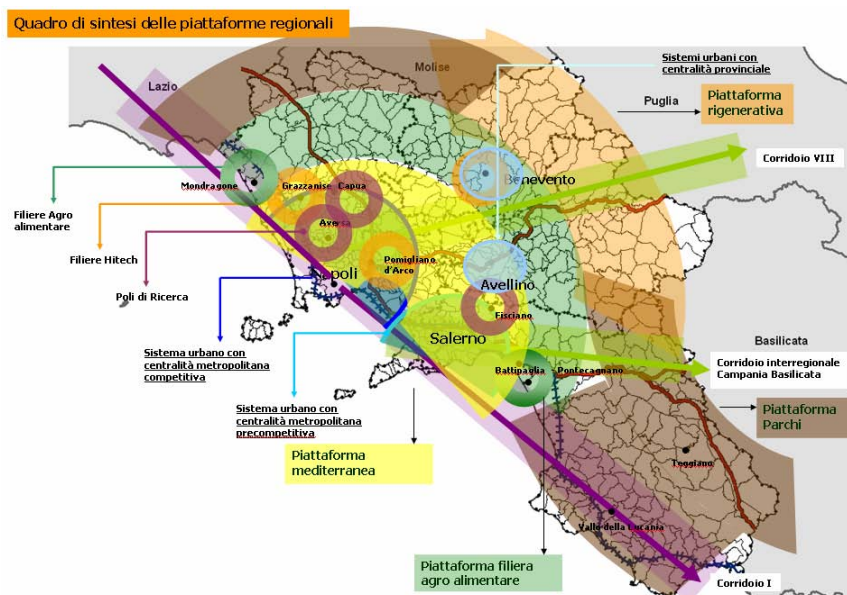 Quadro di sintesi delle piattaforme regionali
Lazio
Molise
Sistemi urbani con
centralità provinciale
Puglia
Piattaforma
rigenerativa
Corridoio VIII
Mondragone
Grazzanise
Capua
Benevento
Filiere Agro
alimentare
Aversa
Filiere Hitech
Pomigliano
d'Arco
Napoli
Avellino
Poli di Ricerca
Fisciano
Salerno
Basilicata
Sistema urbano con
centralità metropolitana
competitiva
Corridoio interregionale
Campania Basilicata
Battipaglia
Pontecagnano
Sistema urbano con
centralità metropolitana
precompetitiva
Piattaforma
Parchi
Piattaforma
mediterranea
Teggiano
Vallo della Lucania
Piattaforma filiera
agro alimentare
Corridoio I